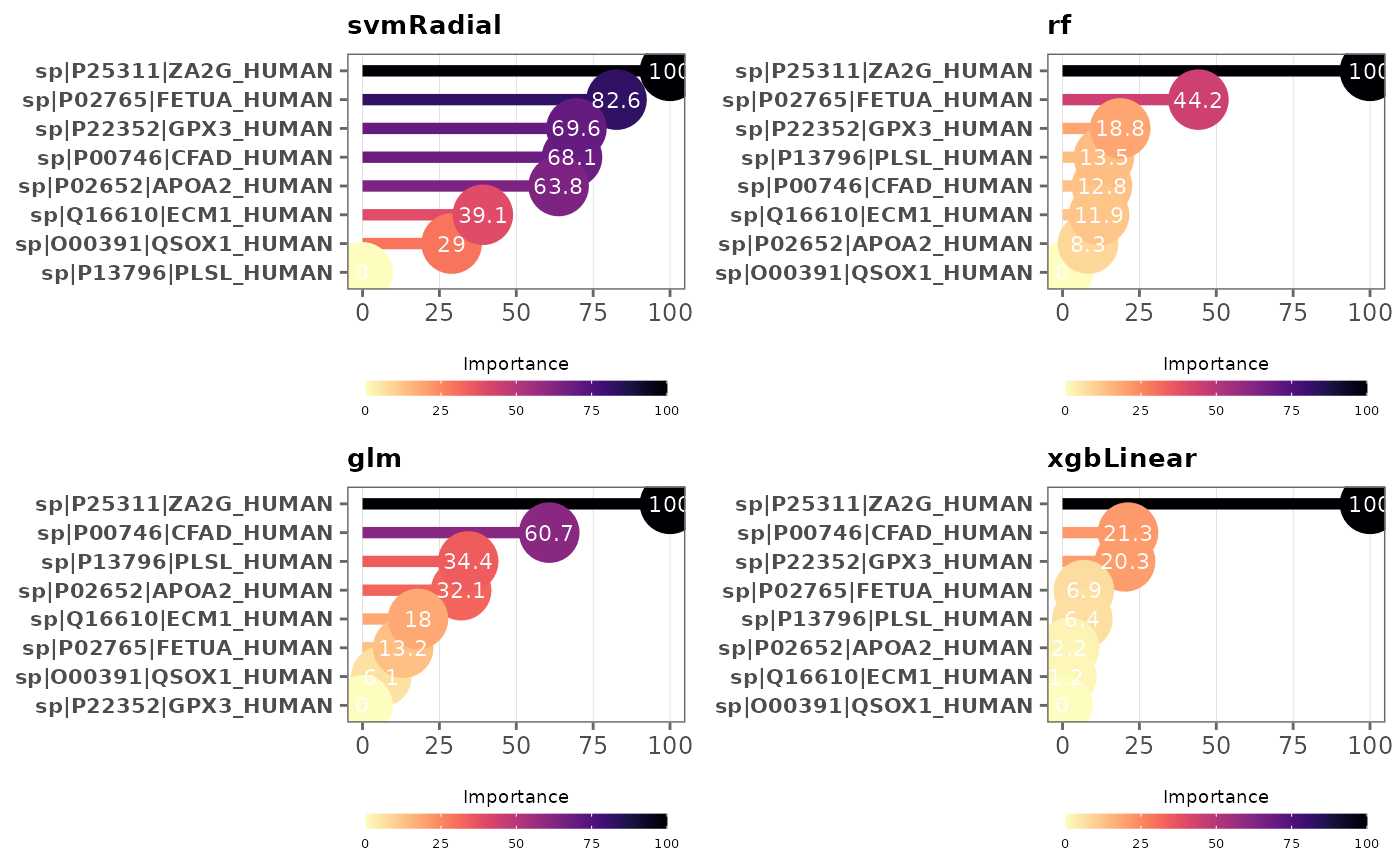 svmRadial
sp|P25311|ZA2G_HUMAN 100
sp|P02765|FETUA_HUMAN 82.6
sp|P22352|GPX3_HUMAN 69.6
sp|P00746|CFAD_HUMAN 68.1
sp|P02652|APOA2_HUMAN 63.8
sp|Q16610|ECM1_HUMAN 39.1
sp|O00391|QSOX1_HUMAN 29
sp|P13796|PLSL_HUMAN 0
0 25 50 75 100
Importance
0 25 50 75 100
rf
sp|P25311|ZA2G_HUMAN 100
sp|P02765|FETUA_HUMAN 44.2
sp|P22352|GPX3_HUMAN 18.8
sp|P13796|PLSL_HUMAN 13.5
sp|P00746|CFAD_HUMAN 12.8
sp|Q16610|ECM1_HUMAN 11.9
sp|P02652|APOA2_HUMAN 8.3
sp|O00391|QSOX1_HUMAN 0
0 25 50 75 100
Importance
0 25 50 75 100
glm
sp|P25311|ZA2G_HUMAN 100
sp|P00746|CFAD_HUMAN 60.7
sp|P13796|PLSL_HUMAN 34.4
sp|P02652|APOA2_HUMAN 32.1
sp|Q16610|ECM1_HUMAN 18
sp|P02765|FETUA_HUMAN 13.2
sp|O00391|QSOX1_HUMAN 6.1
sp|P22352|GPX3_HUMAN 0
0 25 50 75 100
Importance
0 25 50 75 100
xgbLinear
sp|P25311|ZA2G_HUMAN 100
sp|P00746|CFAD_HUMAN 21.3
sp|P22352|GPX3_HUMAN 20.3
sp|P02765|FETUA_HUMAN 6.9
sp|P13796|PLSL_HUMAN 6.4
sp|P02652|APOA2_HUMAN 2.2
sp|Q16610|ECM1_HUMAN 1.2
sp|O00391|QSOX1_HUMAN 0
0 25 50 75 100
Importance
0 25 50 75 100